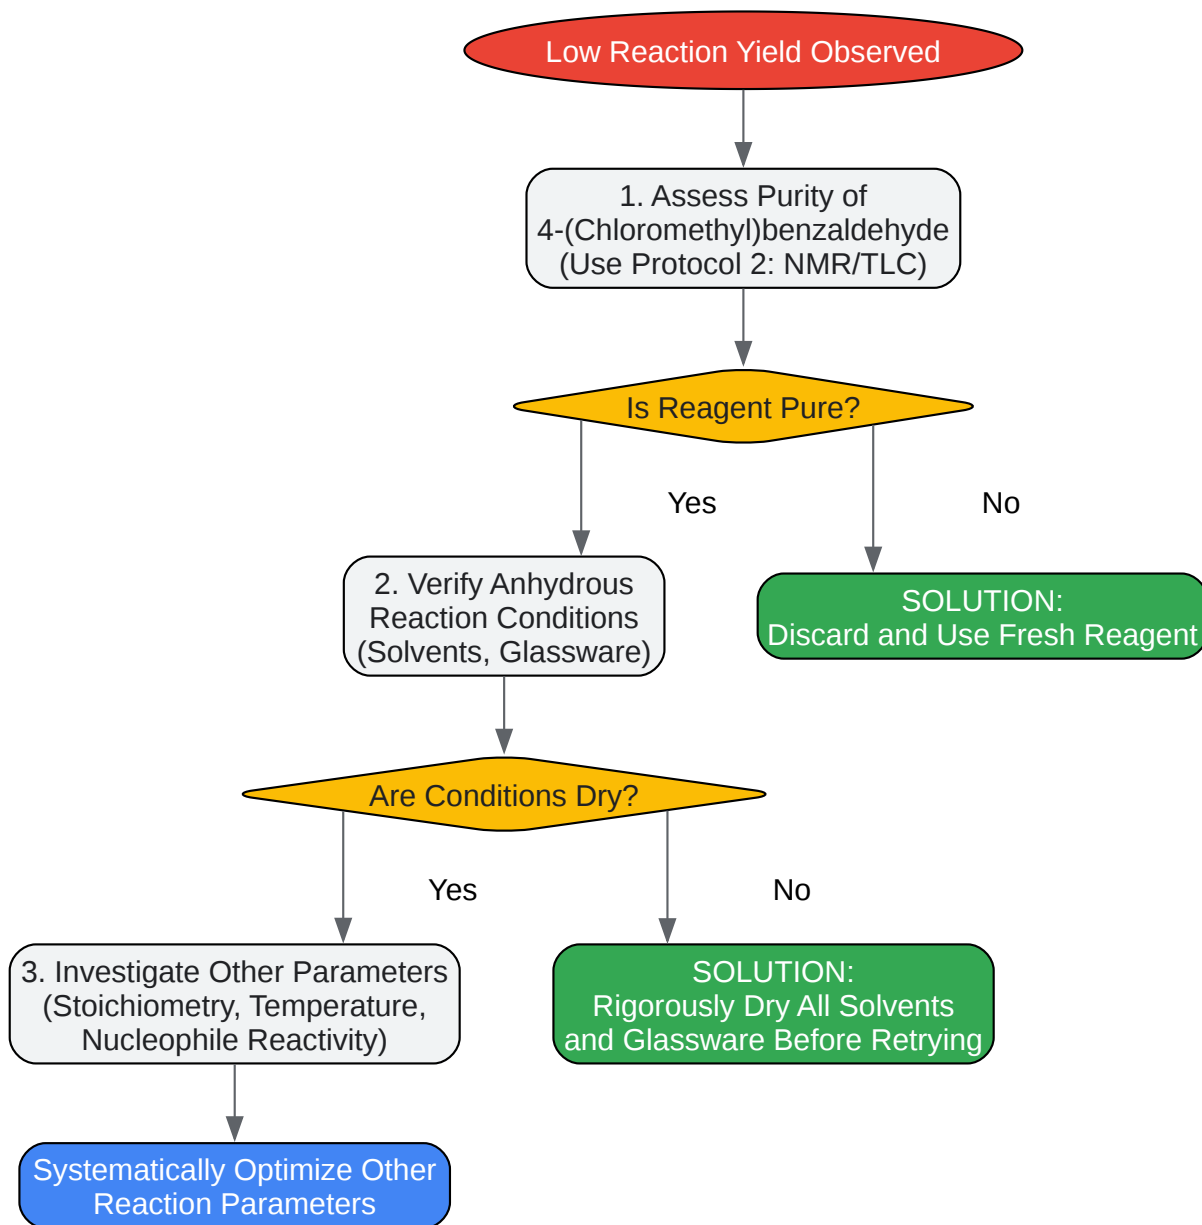 Low Reaction Yield Observed
1. Assess Purity of
4-(Chloromethyl)benzaldehyde
(Use Protocol 2: NMR/TLC)
Is Reagent Pure?
Yes
No
2. Verify Anhydrous
Reaction Conditions
(Solvents, Glassware)
SOLUTION:
Discard and Use Fresh Reagent
Are Conditions Dry?
Yes
No
3. Investigate Other Parameters
(Stoichiometry, Temperature,
Nucleophile Reactivity)
SOLUTION:
Rigorously Dry All Solvents
and Glassware Before Retrying
Systematically Optimize Other
Reaction Parameters